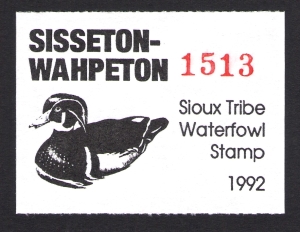 SISSETON-
WAHPETON 1513
Sioux Tribe
Waterfowl
Stamp
1992